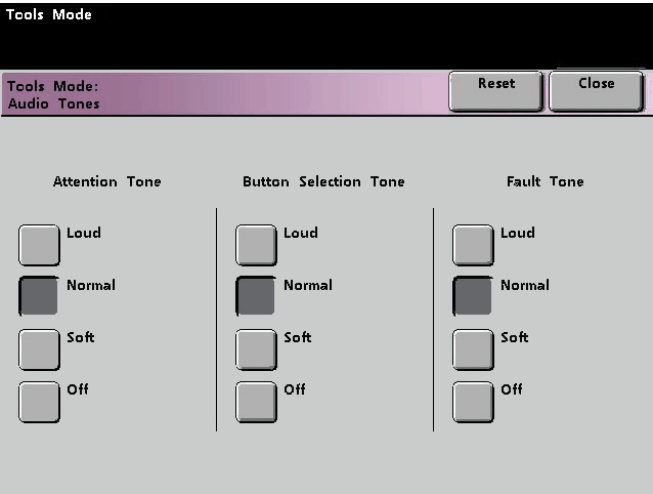 Tools Mode
Tools Mode:
Audio Tones
Reset
Close
Attention Tone
Loud
Normal
Soft
Off
Button Selection Tone
Loud
Normal
Soft
Off
Fault Tone
Loud
Normal
Soft
Off